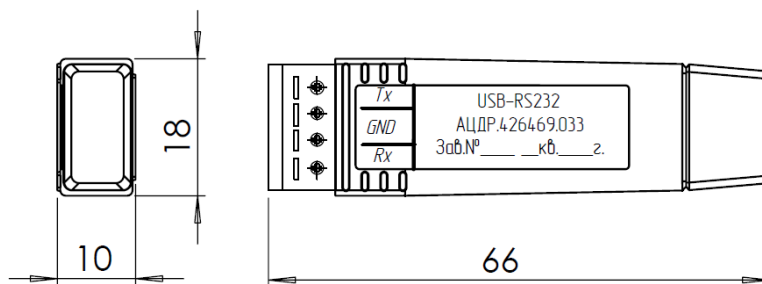 18
10
Tx
GND
Rx
USB-RS232
АЦДР.426469.033
Зав.№____ __кв.____г.
66